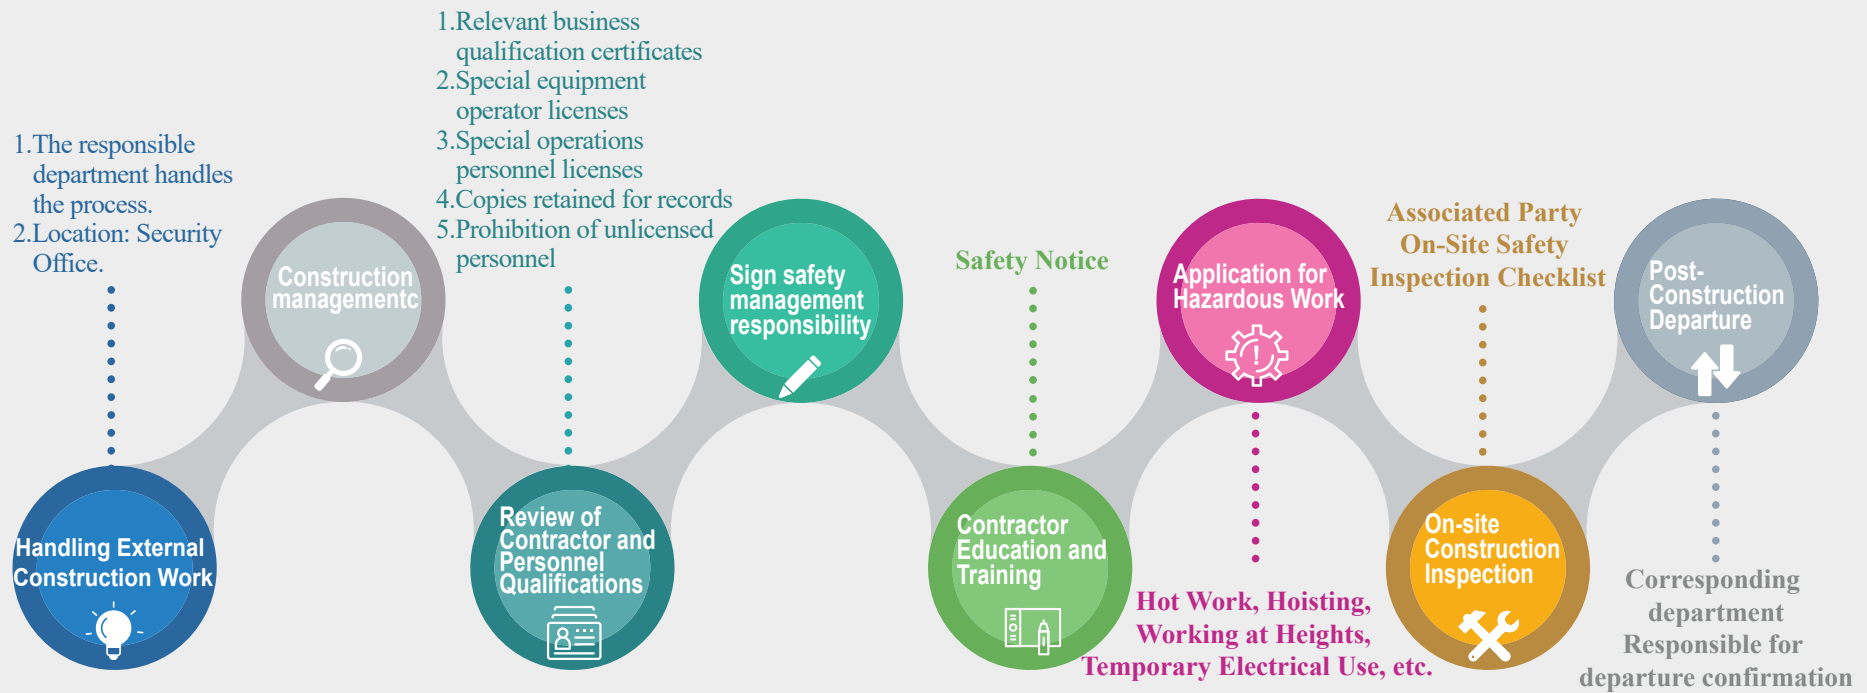 1.The responsible
department handles
the process.
2.Location: Security
Office.
Handling External
Construction Work
Construction
managementc
1.Relevant business
qualification certificates
2.Special equipment
operator licenses
3.Special operations
personnel licenses
4.Copies retained for records
5.Prohibition of unlicensed
personnel
Review of
Contractor and
Personnel
Qualifications
Sign safety
management
responsibility
Safety Notice
Contractor
Education and
Training
Application for
Hazardous Work
Hot Work, Hoisting,
Working at Heights,
Temporary Electrical Use, etc.
Associated Party
On-Site Safety
Inspection Checklist
On-site
Construction
Inspection
Post-
Construction
Departure
Corresponding
department
Responsible for
departure confirmation